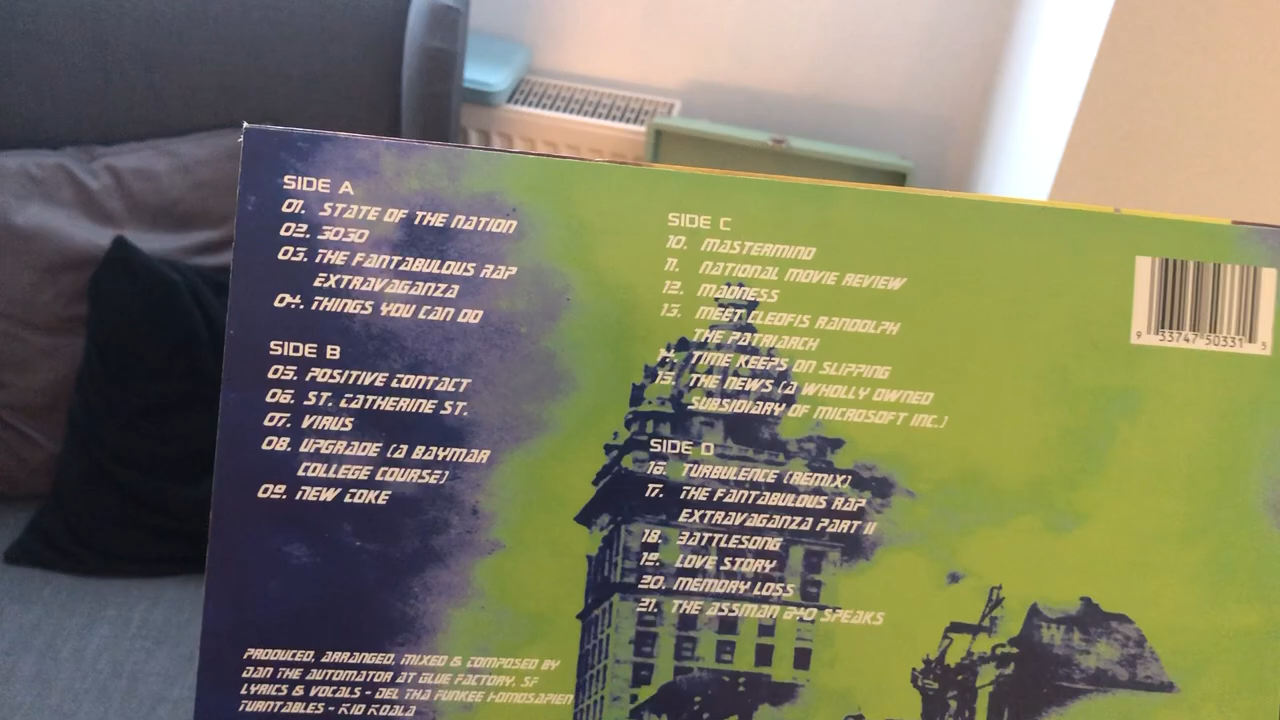 SIDE A
01. STATE OF THE NATION
02. 3030
03. THE FANTABULOUS RAP
EXTRAVAGANZA
04. THINGS YOU CAN DO
SIDE B
05. POSITIVE CONTACT
06. ST. CATHERINE ST.
07. VIRUS
08. UPGRADE (A BAYMAR
COLLEGE COURSE)
09. NEW COKE
PRODUCED, ARRANGED, MIXED & COMPOSED BY
DAN THE AUTOMATOR AT GLUE FACTORY, SF
LYRICS & VOCALS - DEL THA FUNKEE HOMOSAPIEN
TURNTABLES - KID KOALA
SIDE C
10. MASTERMIND
11. NATIONAL MOVIE REVIEW
12. MADNESS
13. MEET CLEOFIS RANDOLPH
THE PATRIARCH
14. TIME KEEPS ON SLIPPING
15. THE NEWS (A WHOLLY OWNED
SUBSIDIARY OF MICROSOFT INC.)
SIDE D
16. TURBULENCE (REMIX)
17. THE FANTABULOUS RAP
EXTRAVAGANZA PART II
18. BATTLESONG
19. LOVE STORY
20. MEMORY LOSS
21. THE ASSMAN 640 SPEAKS
9 33747 50331 5